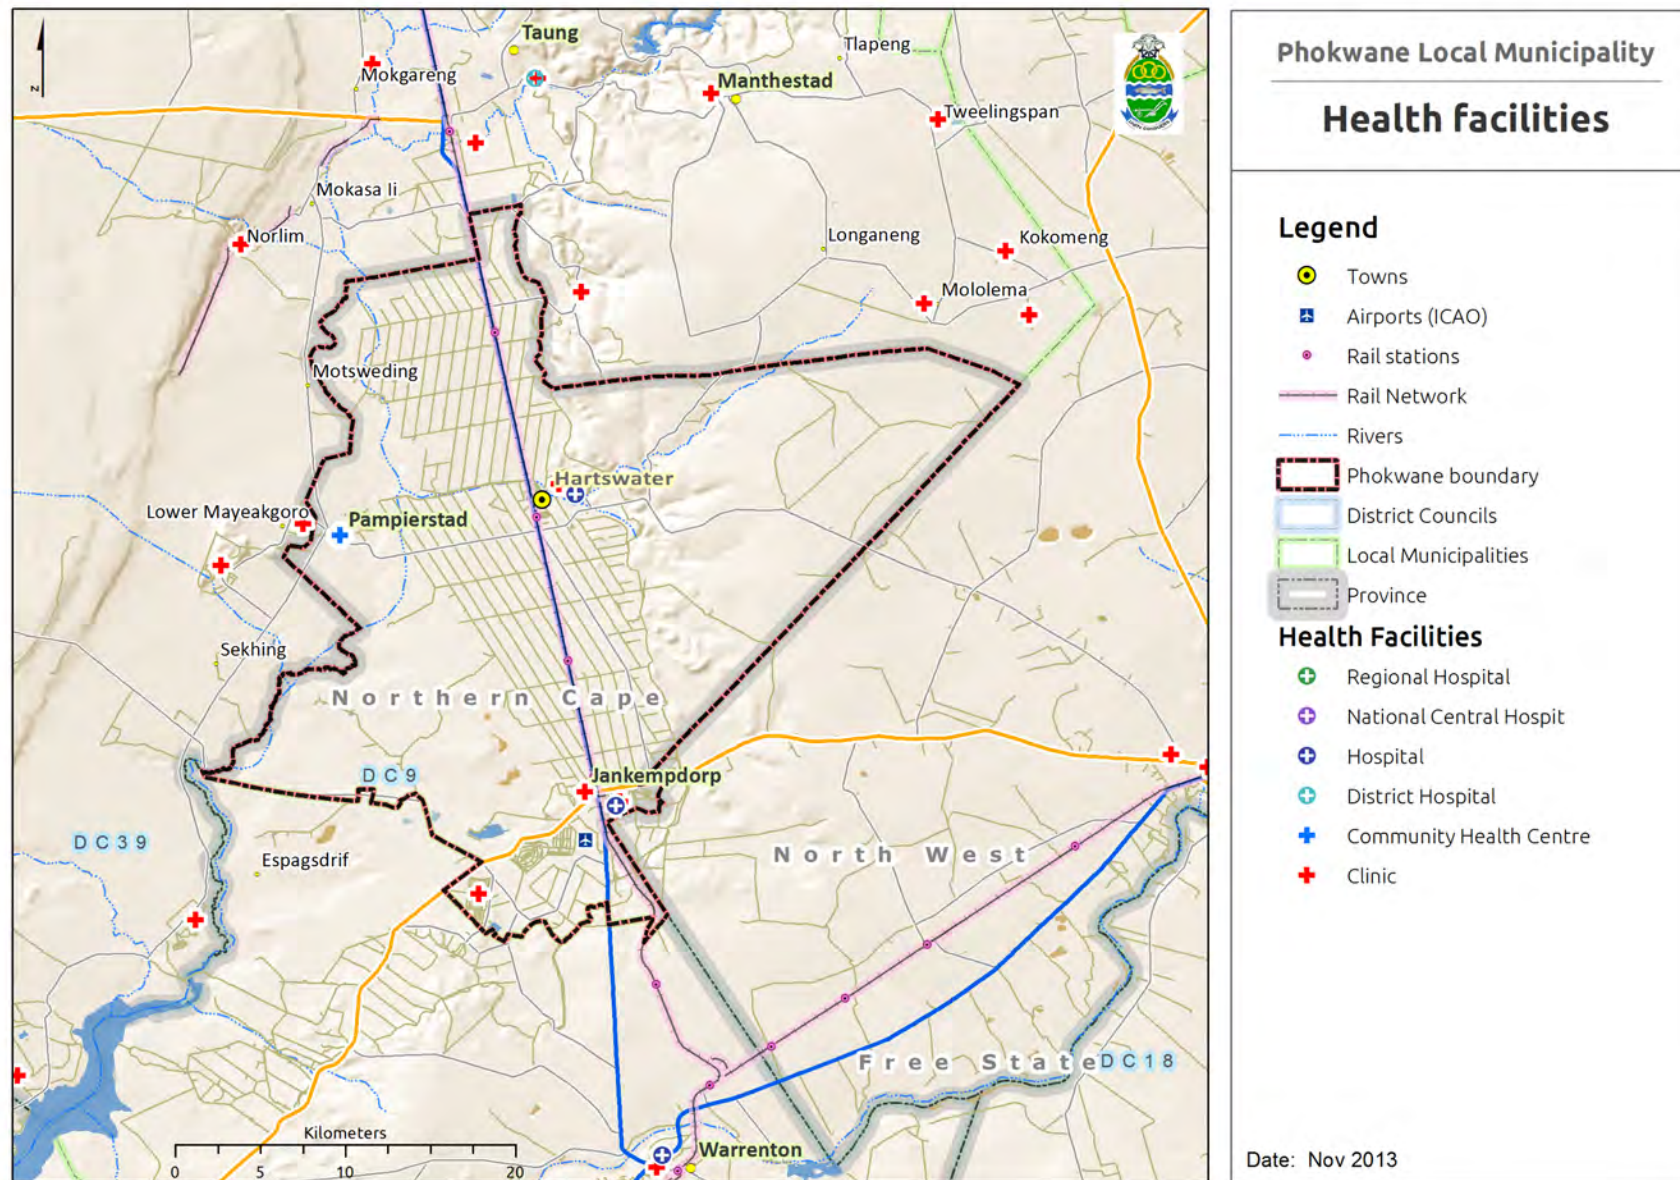 Phokwane Local Municipality
Health facilities
Legend
Towns
Airports (ICAO)
Rail stations
Rail Network
Rivers
Phokwane boundary
District Councils
Local Municipalities
Province
Health Facilities
Regional Hospital
National Central Hospit
Hospital
District Hospital
Community Health Centre
Clinic
Date: Nov 2013
N
Taung
Tlapeng
Mokgareng
Manthestad
Tweelingspan
Mokasa Ii
Norlim
Longaneng
Kokomeng
Mololema
Motsweding
Hartswater
Lower Mayeakgoro
Pampierstad
Sekhing
Northern Cape
DC9
Jankempdorp
DC39
Espagsdrif
North West
Free State
DC18
Kilometers
0 5 10 20
Warrenton